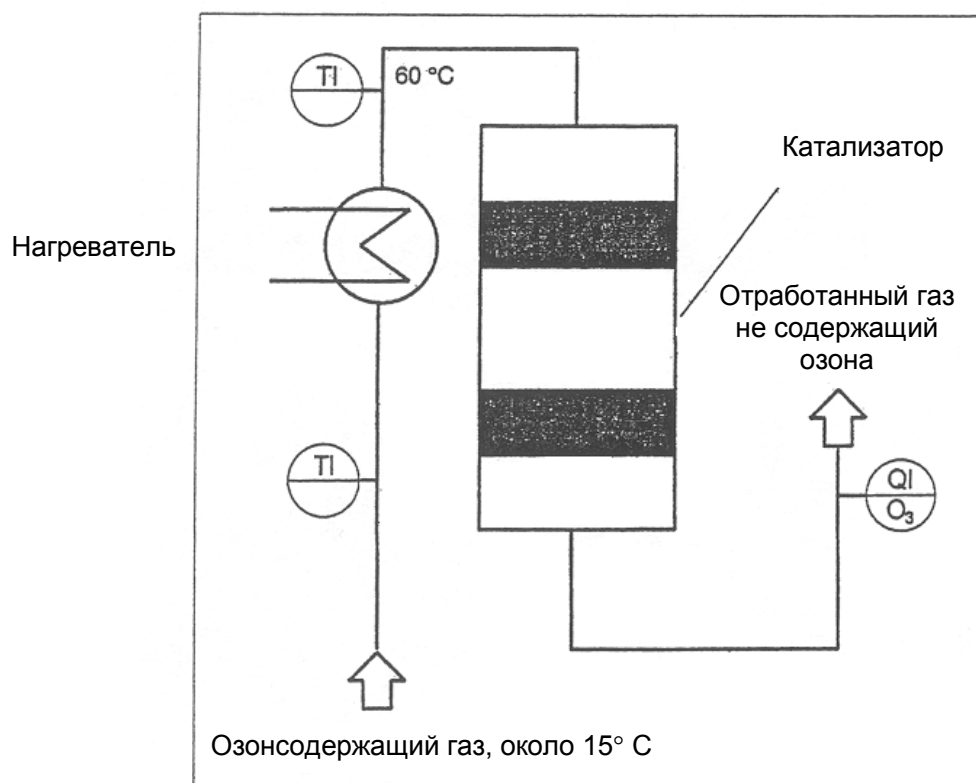 TI
60 °C
Катализатор
Нагреватель
Отработанный газ
не содержащий
озона
TI
QI
O₃
Озонсодержащий газ, около 15° С